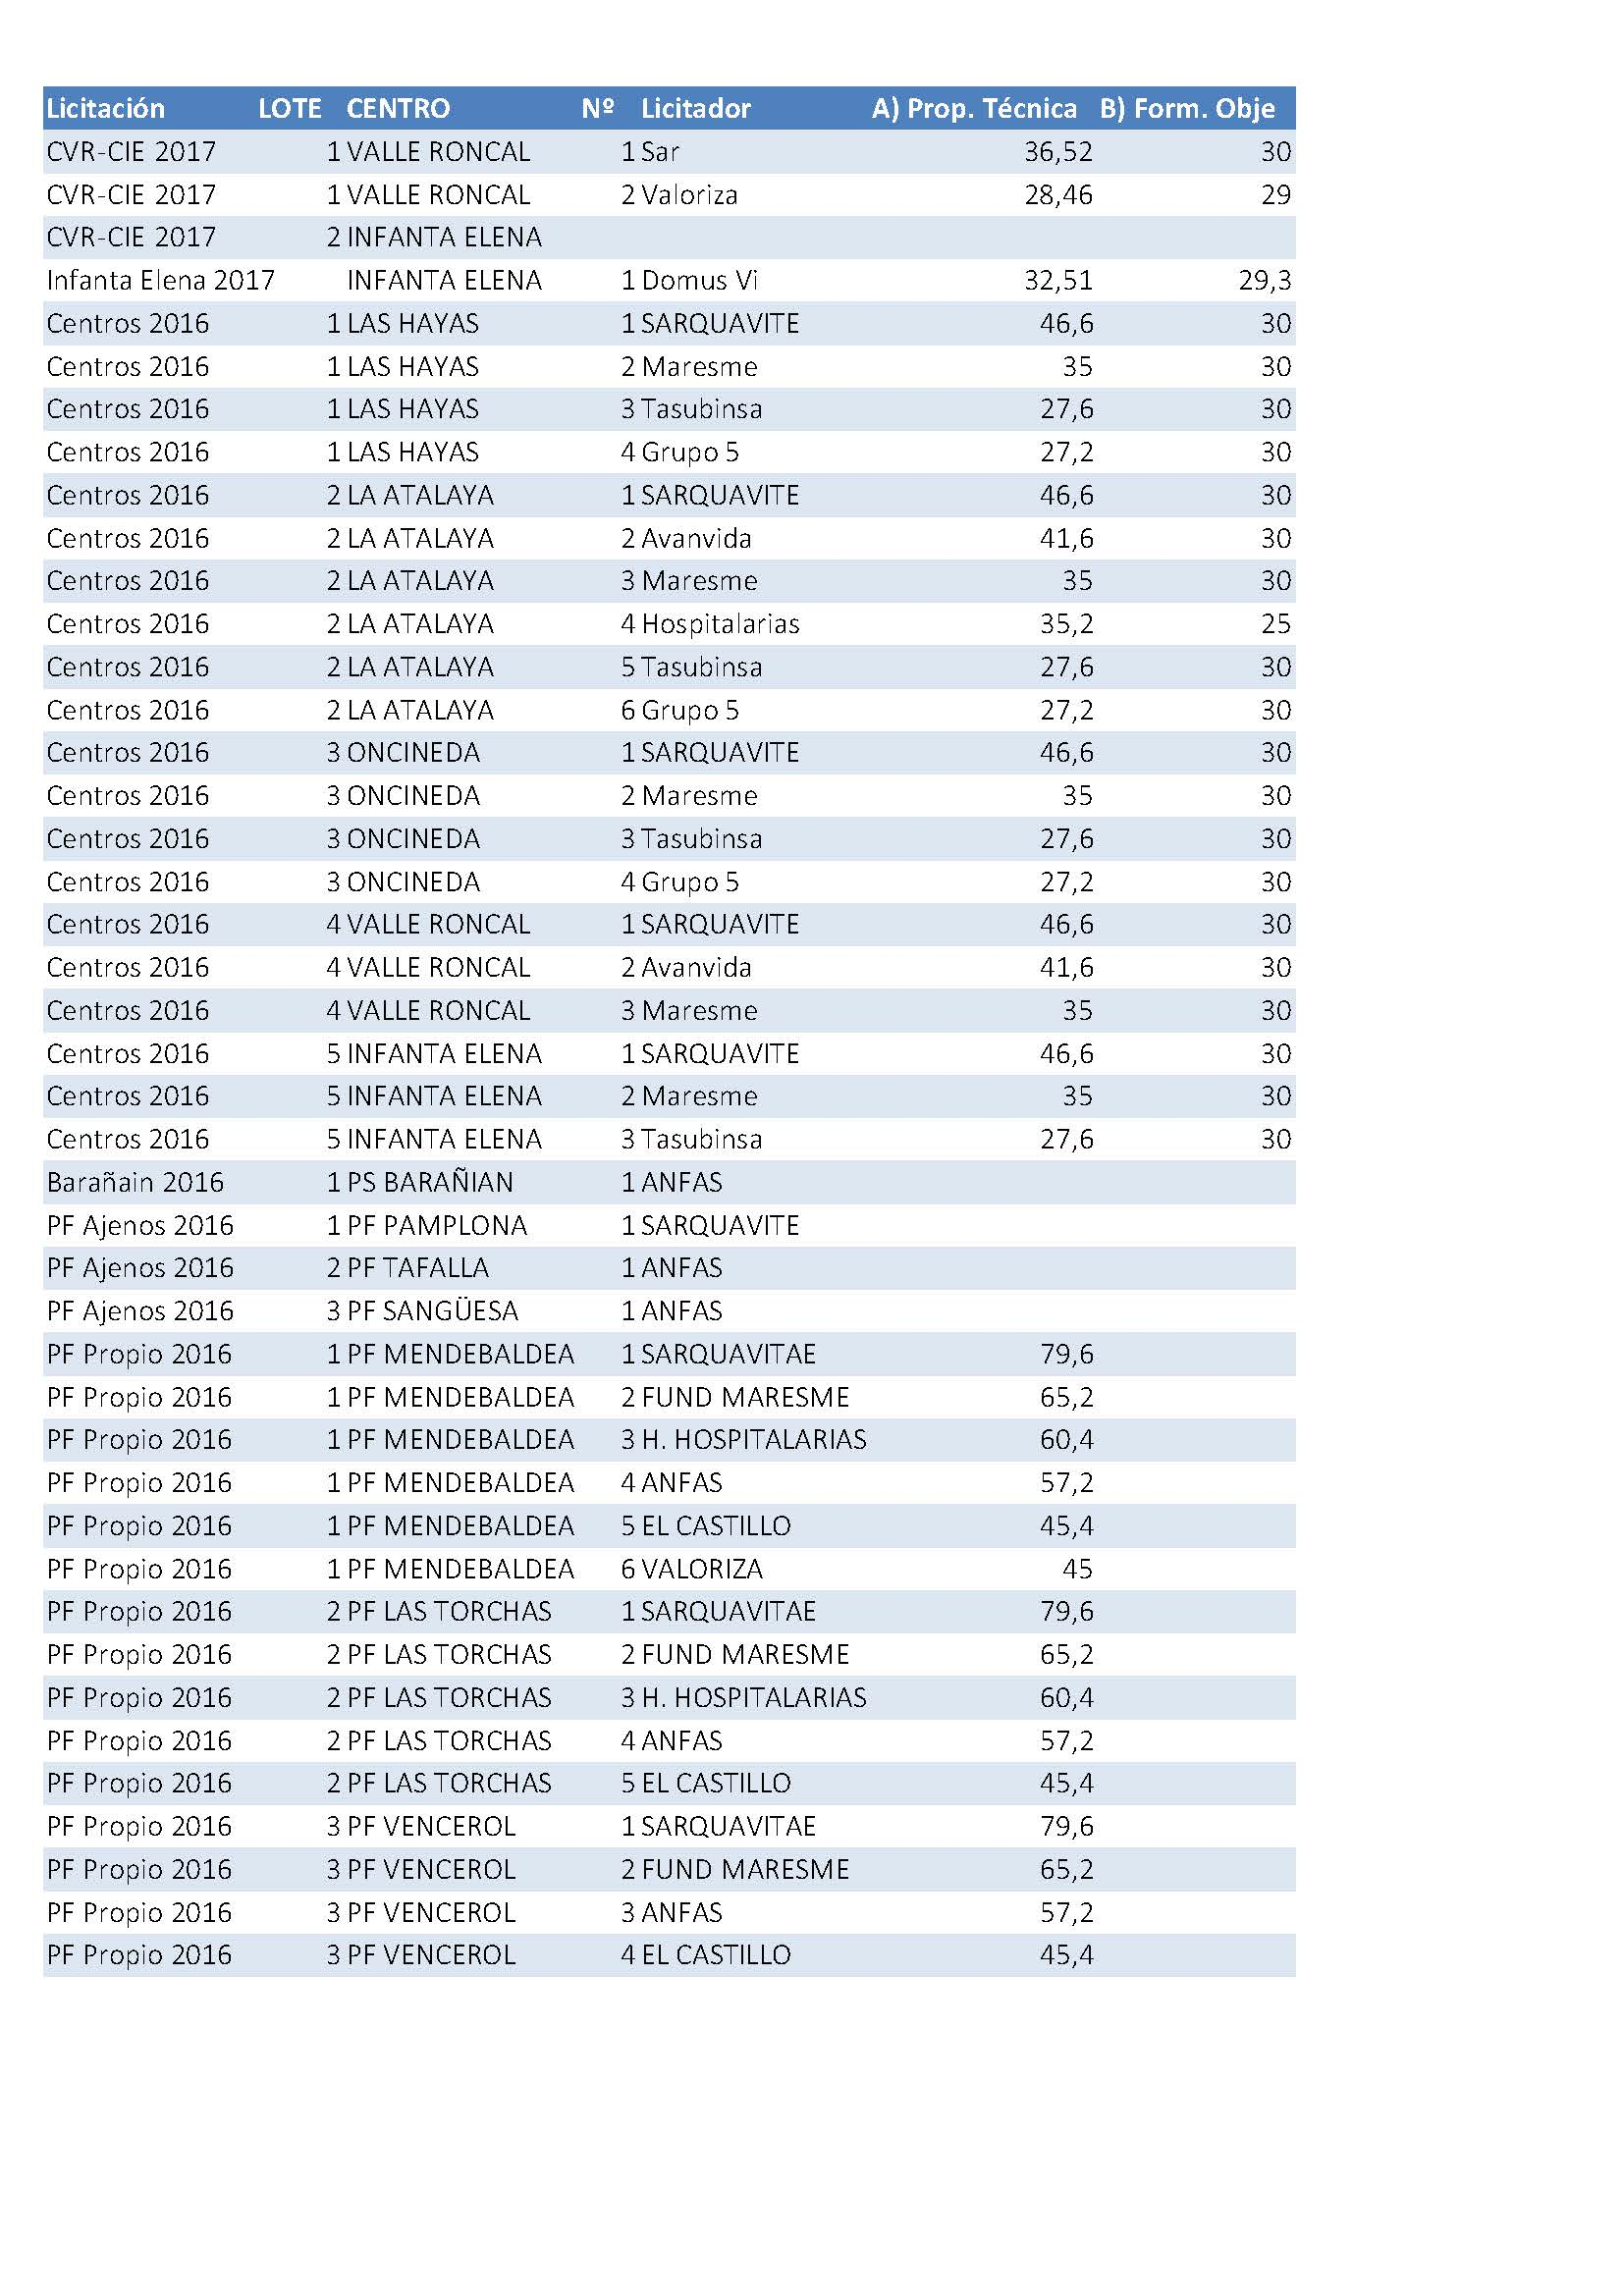 Licitación LOTE CENTRO Nº Licitador A) Prop. Técnica B) Form. Obje
CVR-CIE 2017 1 VALLE RONCAL 1 Sar 36,52 30
CVR-CIE 2017 1 VALLE RONCAL 2 Valoriza 28,46 29
CVR-CIE 2017 2 INFANTA ELENA
Infanta Elena 2017 INFANTA ELENA 1 Domus Vi 32,51 29,3
Centros 2016 1 LAS HAYAS 1 SARQUAVITE 46,6 30
Centros 2016 1 LAS HAYAS 2 Maresme 35 30
Centros 2016 1 LAS HAYAS 3 Tasubinsa 27,6 30
Centros 2016 1 LAS HAYAS 4 Grupo 5 27,2 30
Centros 2016 2 LA ATALAYA 1 SARQUAVITE 46,6 30
Centros 2016 2 LA ATALAYA 2 Avanvida 41,6 30
Centros 2016 2 LA ATALAYA 3 Maresme 35 30
Centros 2016 2 LA ATALAYA 4 Hospitalarias 35,2 25
Centros 2016 2 LA ATALAYA 5 Tasubinsa 27,6 30
Centros 2016 2 LA ATALAYA 6 Grupo 5 27,2 30
Centros 2016 3 ONCINEDA 1 SARQUAVITE 46,6 30
Centros 2016 3 ONCINEDA 2 Maresme 35 30
Centros 2016 3 ONCINEDA 3 Tasubinsa 27,6 30
Centros 2016 3 ONCINEDA 4 Grupo 5 27,2 30
Centros 2016 4 VALLE RONCAL 1 SARQUAVITE 46,6 30
Centros 2016 4 VALLE RONCAL 2 Avanvida 41,6 30
Centros 2016 4 VALLE RONCAL 3 Maresme 35 30
Centros 2016 5 INFANTA ELENA 1 SARQUAVITE 46,6 30
Centros 2016 5 INFANTA ELENA 2 Maresme 35 30
Centros 2016 5 INFANTA ELENA 3 Tasubinsa 27,6 30
Barañain 2016 1 PS BARAÑIAN 1 ANFAS
PF Ajenos 2016 1 PF PAMPLONA 1 SARQUAVITE
PF Ajenos 2016 2 PF TAFALLA 1 ANFAS
PF Ajenos 2016 3 PF SANGÜESA 1 ANFAS
PF Propio 2016 1 PF MENDEBALDEA 1 SARQUAVITAE 79,6
PF Propio 2016 1 PF MENDEBALDEA 2 FUND MARESME 65,2
PF Propio 2016 1 PF MENDEBALDEA 3 H. HOSPITALARIAS 60,4
PF Propio 2016 1 PF MENDEBALDEA 4 ANFAS 57,2
PF Propio 2016 1 PF MENDEBALDEA 5 EL CASTILLO 45,4
PF Propio 2016 1 PF MENDEBALDEA 6 VALORIZA 45
PF Propio 2016 2 PF LAS TORCHAS 1 SARQUAVITAE 79,6
PF Propio 2016 2 PF LAS TORCHAS 2 FUND MARESME 65,2
PF Propio 2016 2 PF LAS TORCHAS 3 H. HOSPITALARIAS 60,4
PF Propio 2016 2 PF LAS TORCHAS 4 ANFAS 57,2
PF Propio 2016 2 PF LAS TORCHAS 5 EL CASTILLO 45,4
PF Propio 2016 3 PF VENCEROL 1 SARQUAVITAE 79,6
PF Propio 2016 3 PF VENCEROL 2 FUND MARESME 65,2
PF Propio 2016 3 PF VENCEROL 3 ANFAS 57,2
PF Propio 2016 3 PF VENCEROL 4 EL CASTILLO 45,4